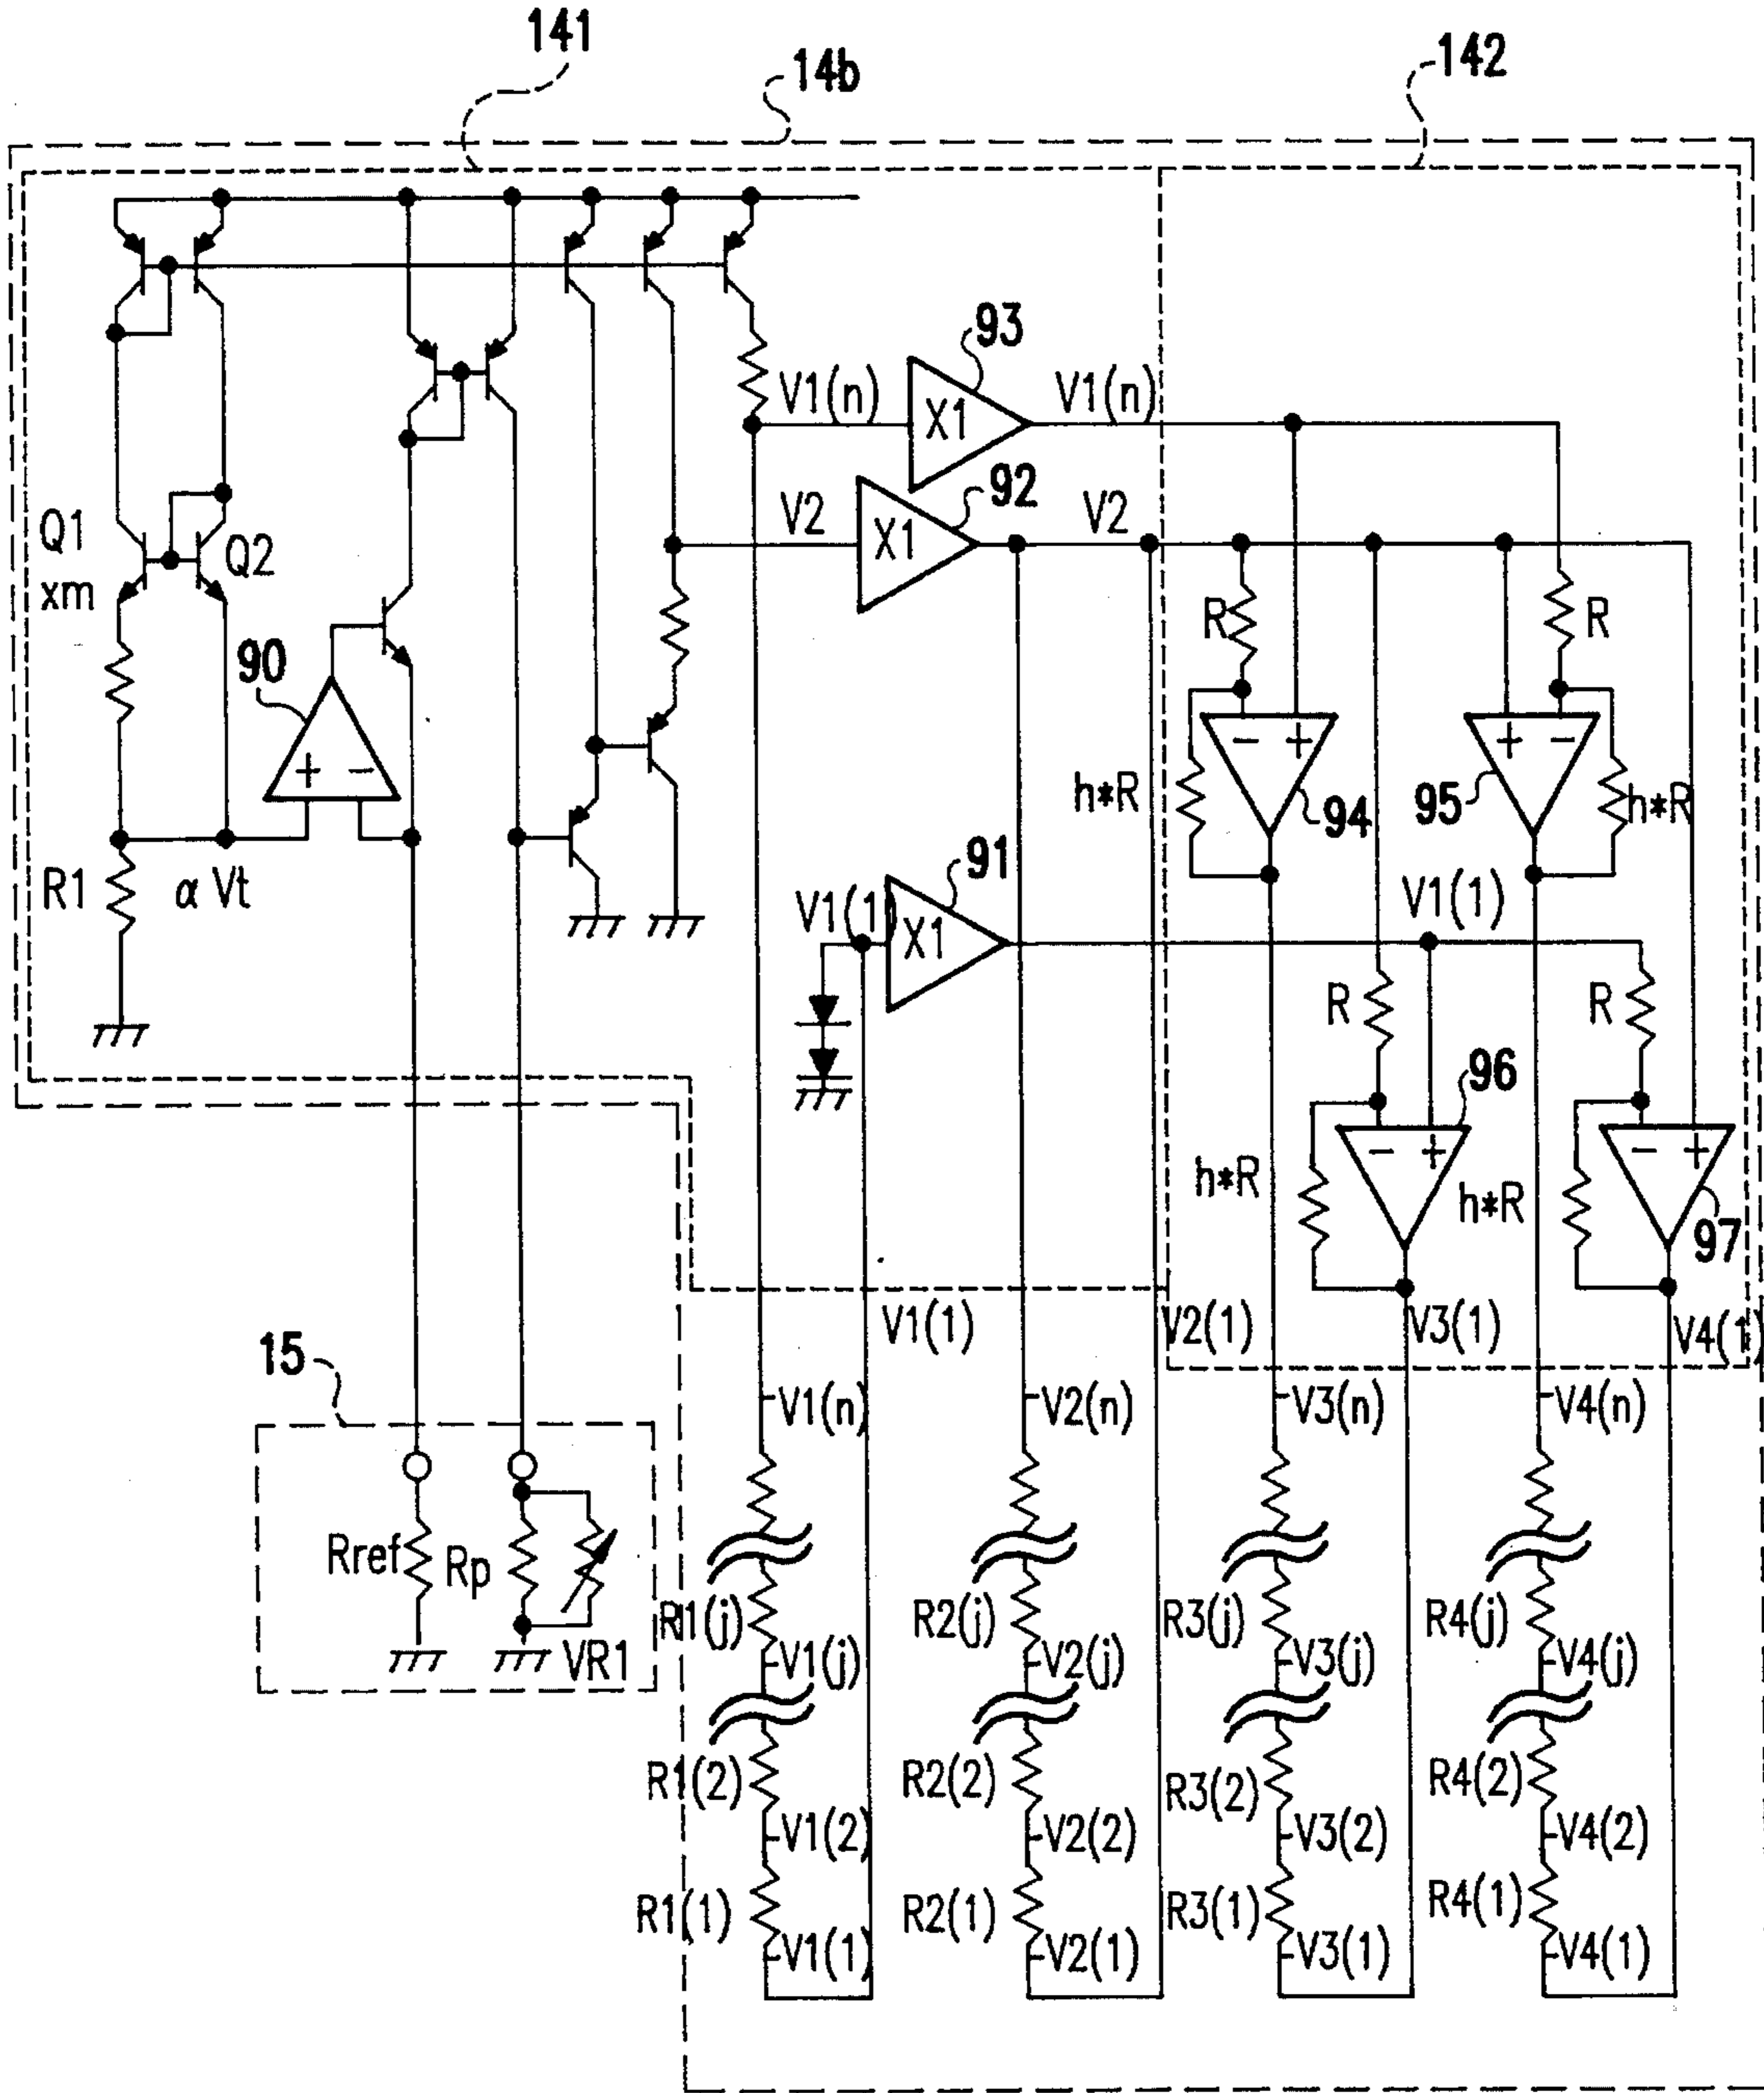 141
14b
142
93
V1(n)
X1
V1(n)
92
V2
X1
V2
Q1
xm
Q2
R
R
90
+ -
- +
+ -
h*R
94
95
h*R
R1
α Vt
91
V1(1)
X1
V1(1)
R
R
96
h*R
- +
h*R
- +
97
V1(1)
V2(1)
V3(1)
V4(1)
15
V1(n)
V2(n)
V3(n)
V4(n)
Rref
Rp
VR1
R1(j)
R2(j)
R3(j)
R4(j)
V1(j)
V2(j)
V3(j)
V4(j)
R1(2)
R2(2)
R3(2)
R4(2)
V1(2)
V2(2)
V3(2)
V4(2)
R1(1)
R2(1)
R3(1)
R4(1)
V1(1)
V2(1)
V3(1)
V4(1)